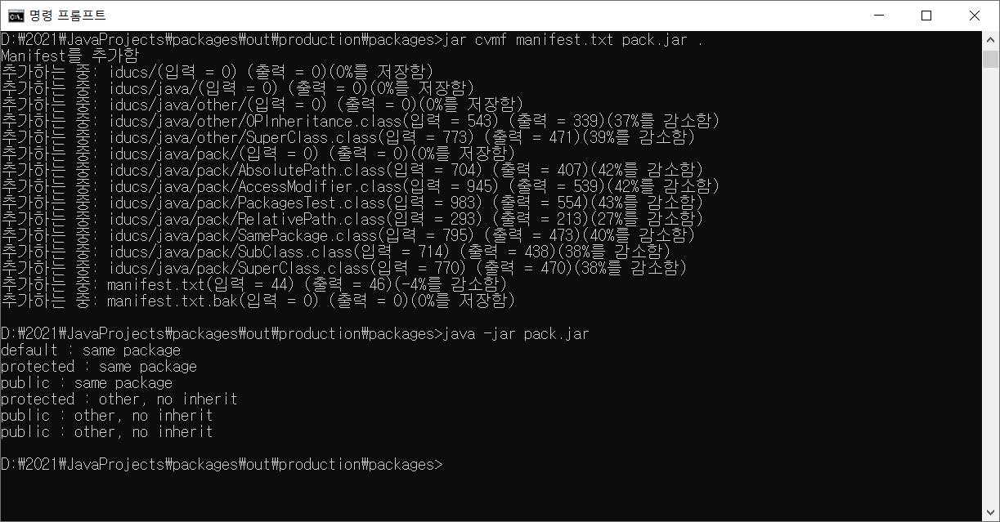 명령 프롬프트
D:₩2021₩JavaProjects₩packages₩out₩production₩packages>jar cvmf manifest.txt pack.jar .
Manifest를 추가함
추가하는 중: iducs/(입력 = 0) (출력 = 0)(0%를 저장함)
추가하는 중: iducs/java/(입력 = 0) (출력 = 0)(0%를 저장함)
추가하는 중: iducs/java/other/(입력 = 0) (출력 = 0)(0%를 저장함)
추가하는 중: iducs/java/other/OPInheritance.class(입력 = 543) (출력 = 339)(37%를 감소함)
추가하는 중: iducs/java/other/SuperClass.class(입력 = 773) (출력 = 471)(39%를 감소함)
추가하는 중: iducs/java/pack/(입력 = 0) (출력 = 0)(0%를 저장함)
추가하는 중: iducs/java/pack/AbsolutePath.class(입력 = 704) (출력 = 407)(42%를 감소함)
추가하는 중: iducs/java/pack/AccessModifier.class(입력 = 945) (출력 = 539)(42%를 감소함)
추가하는 중: iducs/java/pack/PackagesTest.class(입력 = 983) (출력 = 554)(43%를 감소함)
추가하는 중: iducs/java/pack/RelativePath.class(입력 = 293) (출력 = 213)(27%를 감소함)
추가하는 중: iducs/java/pack/SamePackage.class(입력 = 795) (출력 = 473)(40%를 감소함)
추가하는 중: iducs/java/pack/SubClass.class(입력 = 714) (출력 = 438)(38%를 감소함)
추가하는 중: iducs/java/pack/SuperClass.class(입력 = 770) (출력 = 470)(38%를 감소함)
추가하는 중: manifest.txt(입력 = 44) (출력 = 46)(-4%를 감소함)
추가하는 중: manifest.txt.bak(입력 = 0) (출력 = 0)(0%를 저장함)
D:₩2021₩JavaProjects₩packages₩out₩production₩packages>java -jar pack.jar
default : same package
protected : same package
public : same package
protected : other, no inherit
public : other, no inherit
public : other, no inherit
D:₩2021₩JavaProjects₩packages₩out₩production₩packages>